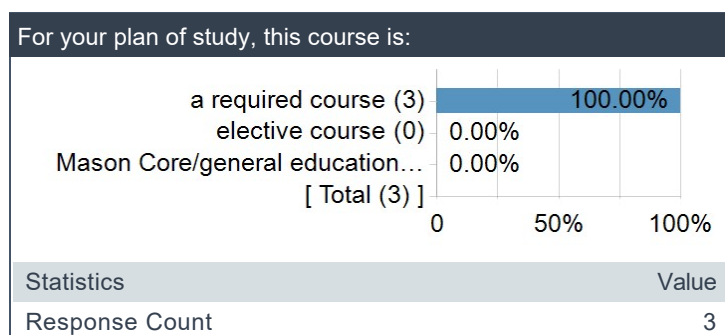 For your plan of study, this course is:
a required course (3) 100.00%
elective course (0) 0.00%
Mason Core/general education... 0.00%
[ Total (3) ]
0 50% 100%
Statistics Value
Response Count 3